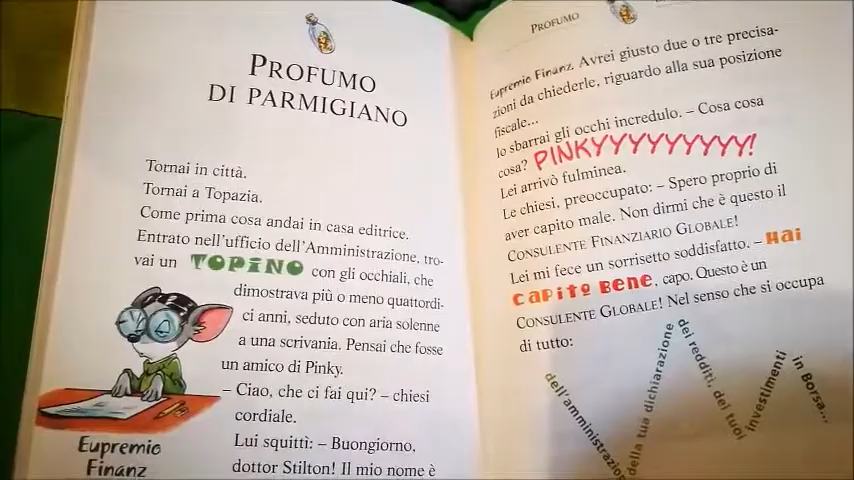 PROFUMO
DI PARMIGIANO
Tornai in città.
Tornai a Topazia.
Come prima cosa andai in casa editrice.
Entrato nell'ufficio dell'Amministrazione, tro-
vai un TOPINO con gli occhiali, che
dimostrava più o meno quattordi-
ci anni, seduto con aria solenne
a una scrivania. Pensai che fosse
un amico di Pinky.
– Ciao, che ci fai qui? – chiesi
cordiale.
Lui squittì: – Buongiorno,
dottor Stilton! Il mio nome è
Eupremio
Finanz
PROFUMO
Eupremio Finanz. Avrei giusto due o tre precisa-
zioni da chiederle, riguardo alla sua posizione
fiscale...
Io sbarrai gli occhi incredulo. – Cosa cosa
cosa? PINKYYYYYYYYYY!
Lei arrivò fulminea.
Le chiesi, preoccupato: – Spero proprio di
aver capito male. Non dirmi che è questo il
CONSULENTE FINANZIARIO GLOBALE!
Lei mi fece un sorrisetto soddisfatto. – Hai
capito BENE, capo. Questo è un
CONSULENTE GLOBALE! Nel senso che si occupa
di tutto:
dell'amministrazione
della tua dichiarazione
dei redditi, dei tuoi
investimenti
in Borsa...